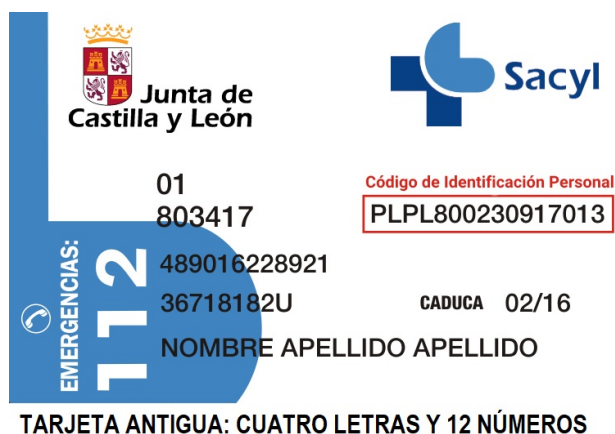 Junta de
Castilla y León
Sacyl
01
803417
Código de Identificación Personal
PLPL800230917013
EMERGENCIAS:
112
489016228921
36718182U
CADUCA 02/16
NOMBRE APELLIDO APELLIDO
TARJETA ANTIGUA: CUATRO LETRAS Y 12 NÚMEROS